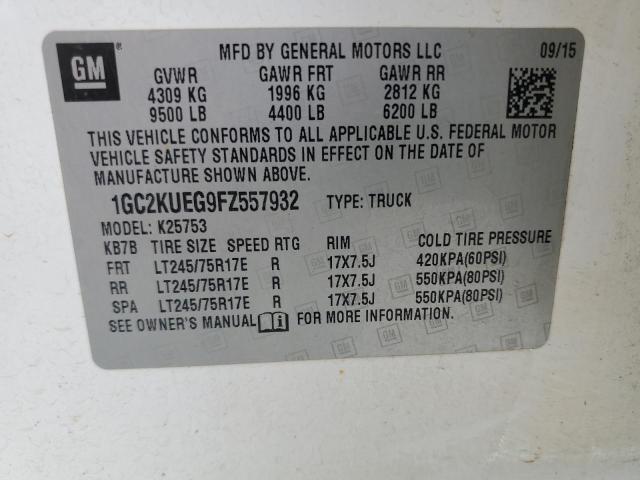 GM
MFD BY GENERAL MOTORS LLC 09/15
GVWR GAWR FRT GAWR RR
4309 KG 1996 KG 2812 KG
9500 LB 4400 LB 6200 LB
THIS VEHICLE CONFORMS TO ALL APPLICABLE U.S. FEDERAL MOTOR
VEHICLE SAFETY STANDARDS IN EFFECT ON THE DATE OF
MANUFACTURE SHOWN ABOVE.
1GC2KUEG9FZ557932 TYPE: TRUCK
MODEL: K25753
KB7B TIRE SIZE SPEED RTG RIM COLD TIRE PRESSURE
FRT LT245/75R17E R 17X7.5J 420KPA(60PSI)
RR LT245/75R17E R 17X7.5J 550KPA(80PSI)
SPA LT245/75R17E R 17X7.5J 550KPA(80PSI)
SEE OWNER'S MANUAL FOR MORE INFORMATION.